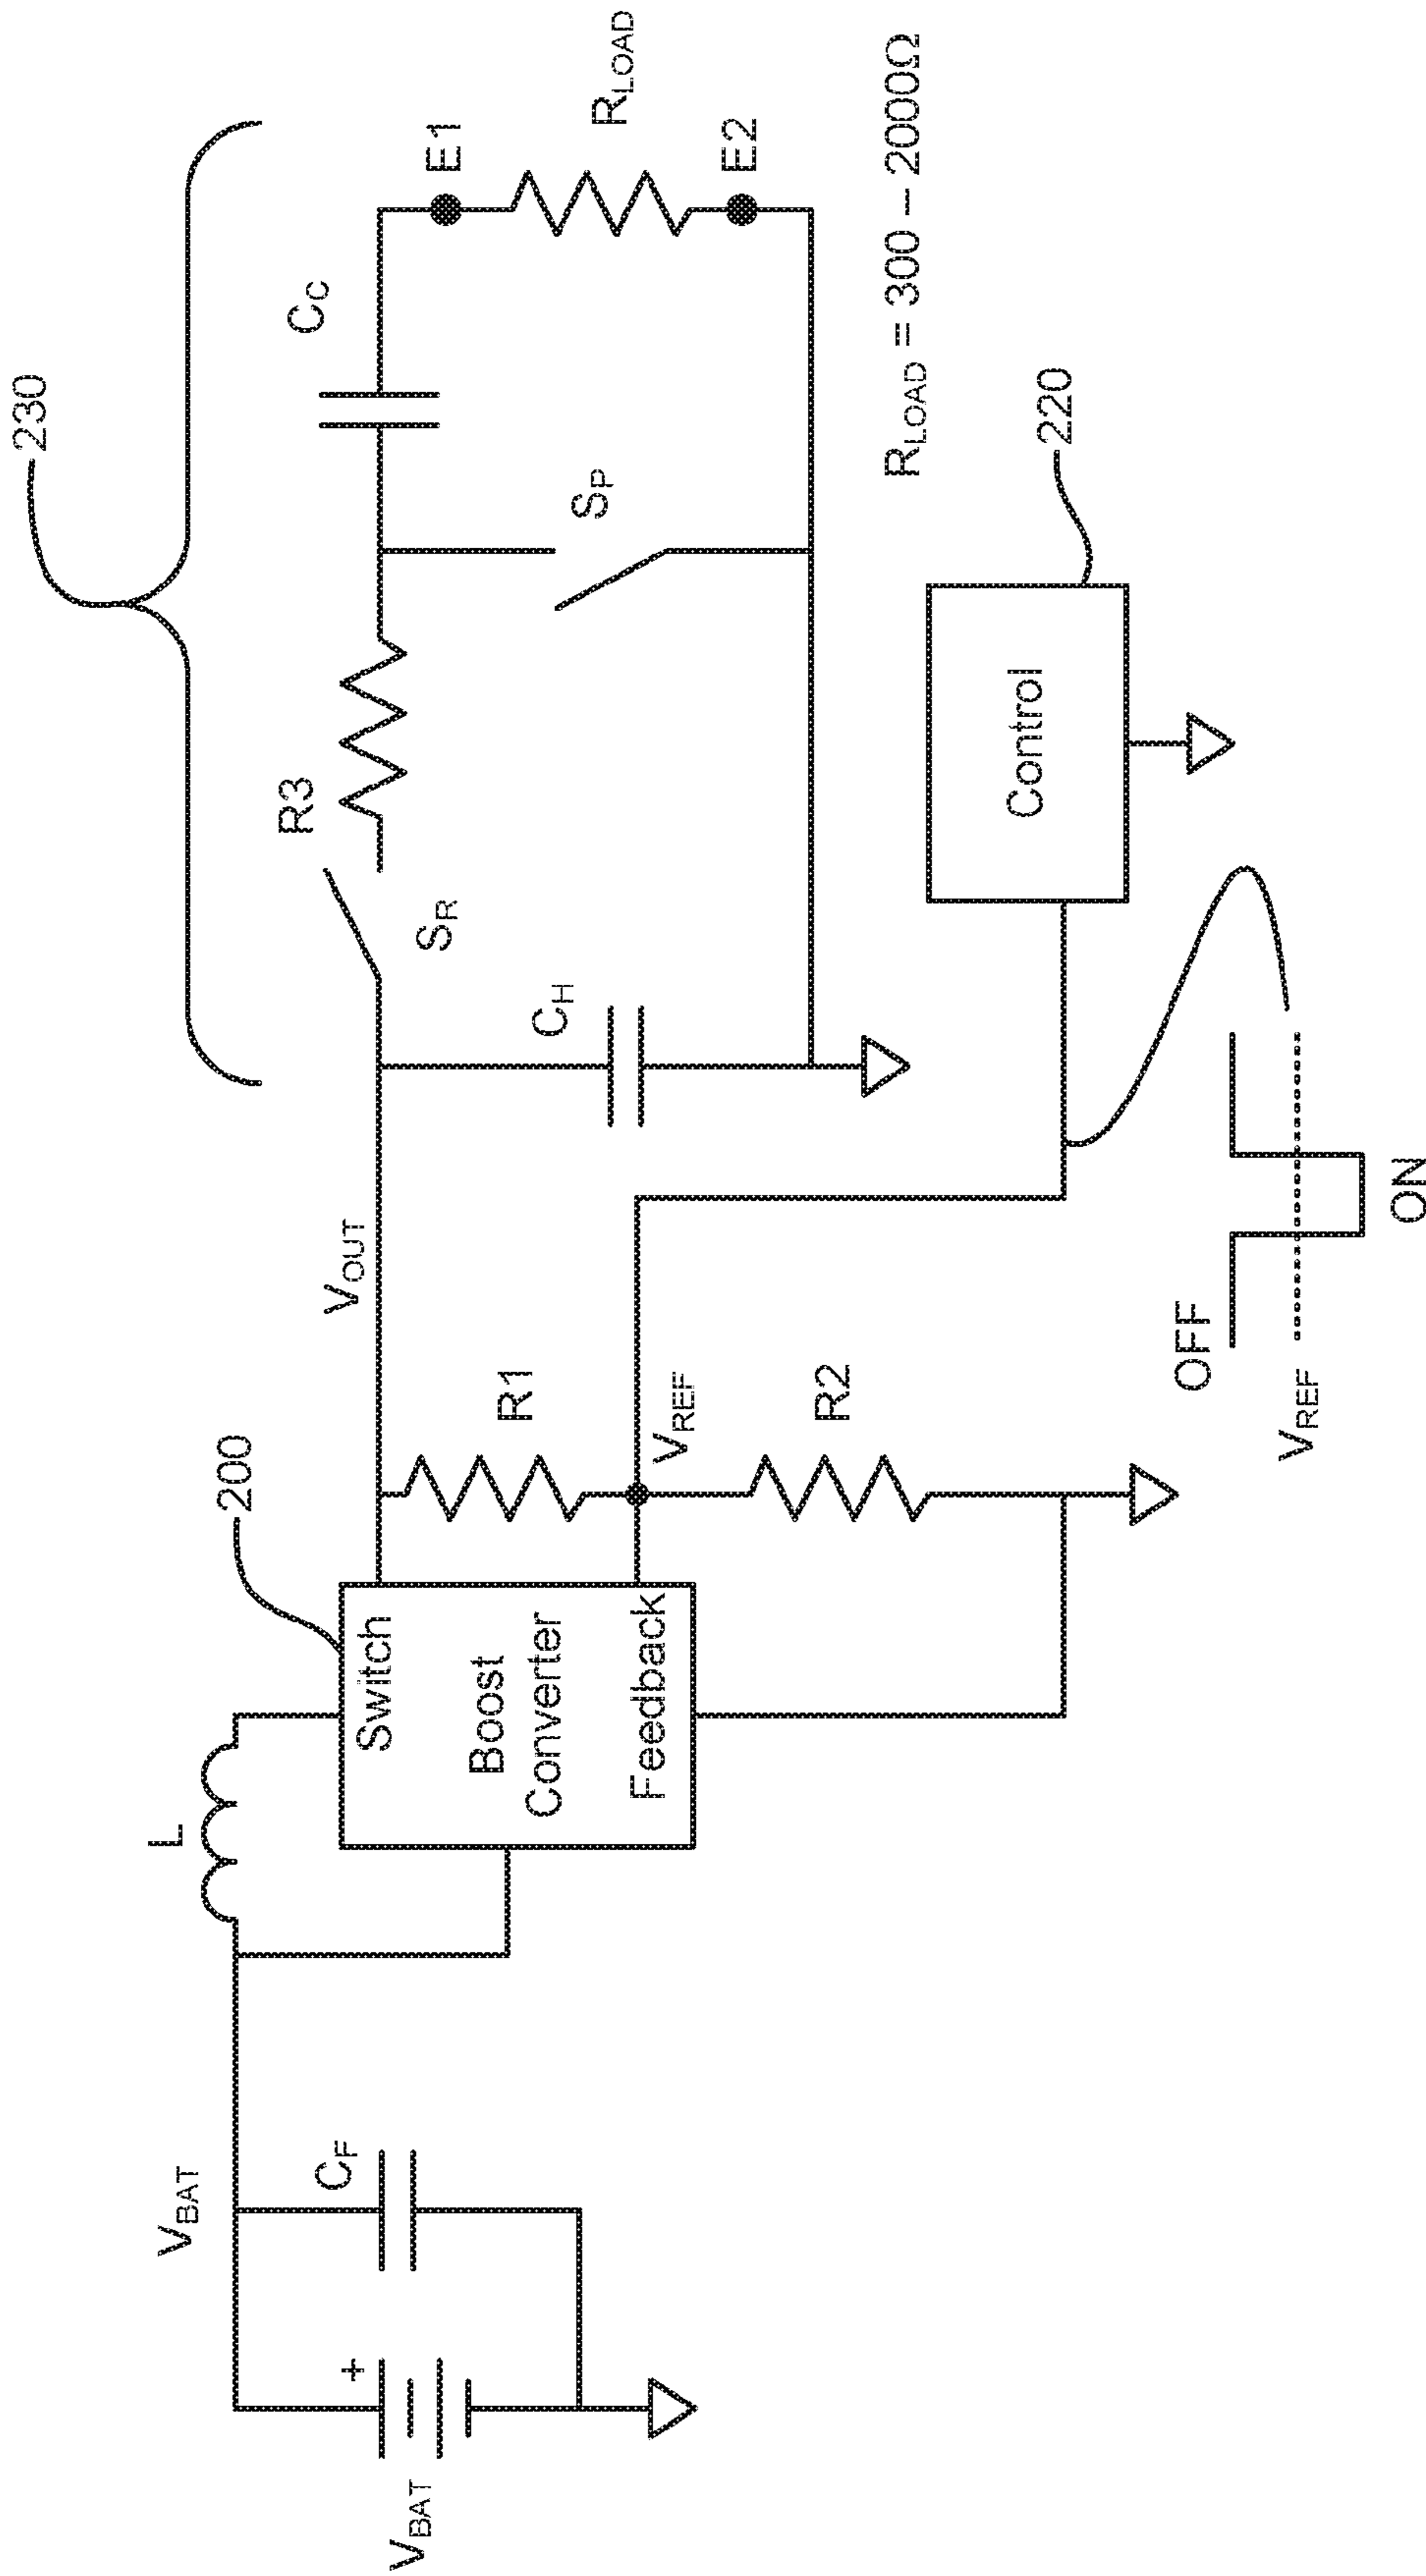 230
C_C
E1
R_LOAD
E2
R3
S_P
S_R
C_H
R_LOAD = 300 – 2000Ω
V_OUT
200
L
V_BAT
C_F
+
V_BAT
Switch
Boost
Converter
Feedback
R1
V_REF
R2
Control
220
OFF
V_REF
ON